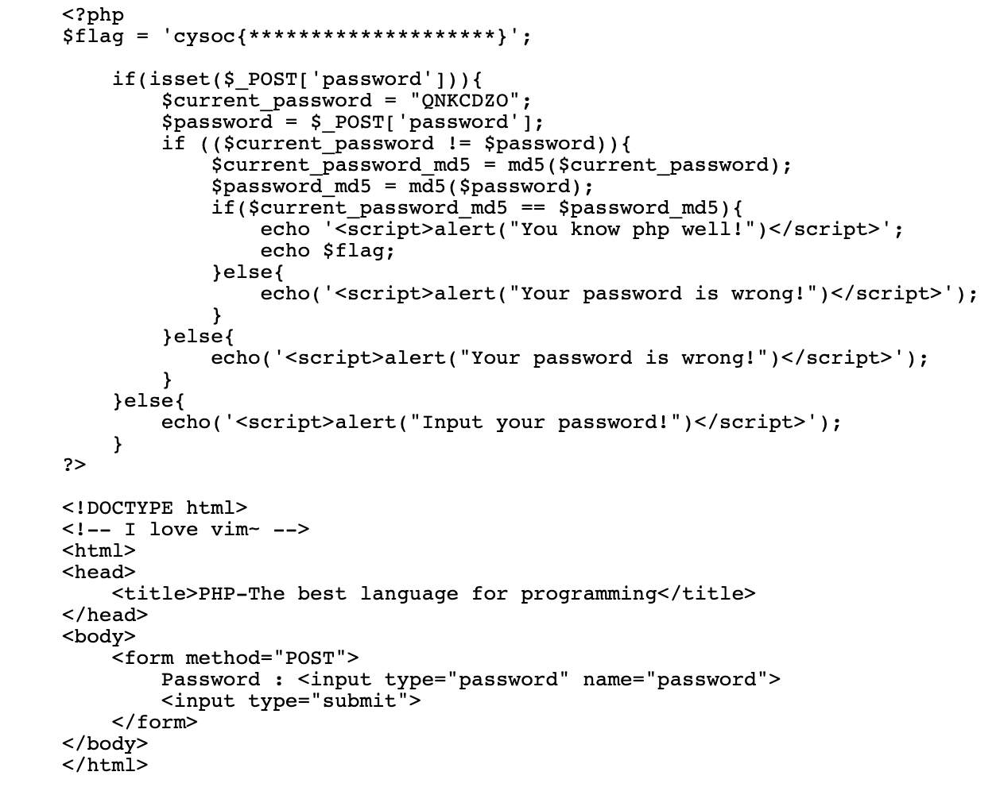 <?php
$flag = 'cysoc{********************}';
if(isset($_POST['password'])){
$current_password = "QNKCDZO";
$password = $_POST['password'];
if (($current_password != $password)){
$current_password_md5 = md5($current_password);
$password_md5 = md5($password);
if($current_password_md5 == $password_md5){
echo '<script>alert("You know php well!")</script>';
echo $flag;
}else{
echo('<script>alert("Your password is wrong!")</script>');
}
}else{
echo('<script>alert("Your password is wrong!")</script>');
}
}else{
echo('<script>alert("Input your password!")</script>');
}
?>
<!DOCTYPE html>
<!-- I love vim~ -->
<html>
<head>
<title>PHP-The best language for programming</title>
</head>
<body>
<form method="POST">
Password : <input type="password" name="password">
<input type="submit">
</form>
</body>
</html>